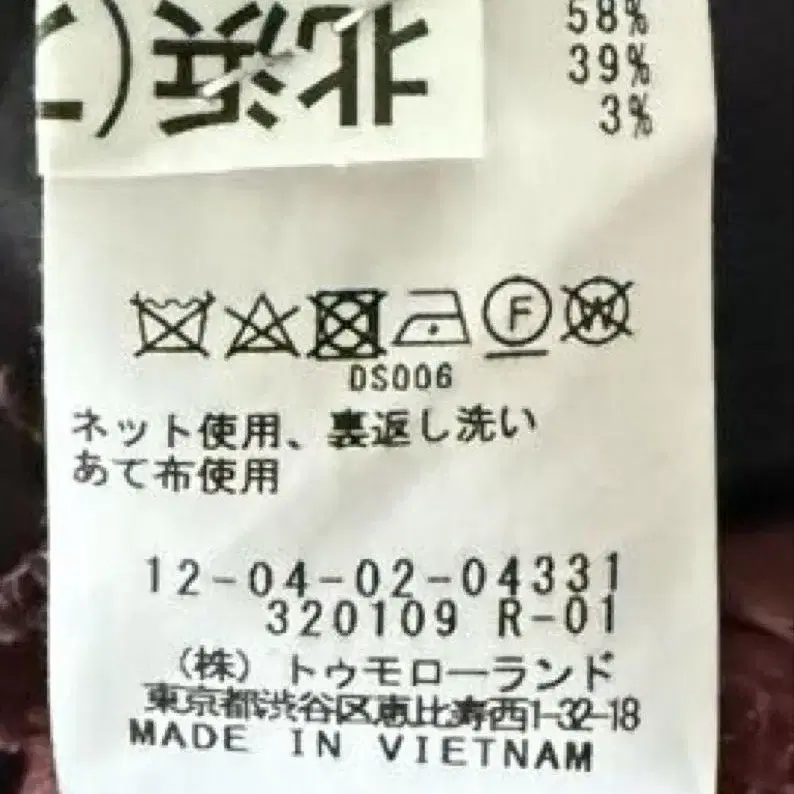 北浜(
58%
39%
3%
F
W
DS006
ネット使用、裏返し洗い
あて布使用
12-04-02-04331
320109 R-01
(株) トゥモローランド
東京都渋谷区恵比寿西1-32-18
MADE IN VIETNAM